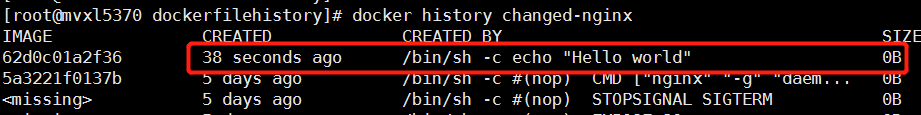 [root@mvxl5370 dockerfilehistory]# docker history changed-nginx
IMAGE CREATED CREATED BY SIZE
62d0c01a2f36 38 seconds ago /bin/sh -c echo "Hello world" 0B
5a3221f0137b 5 days ago /bin/sh -c #(nop) CMD ["nginx" "-g" "daem... 0B
<missing> 5 days ago /bin/sh -c #(nop) STOPSIGNAL SIGTERM 0B